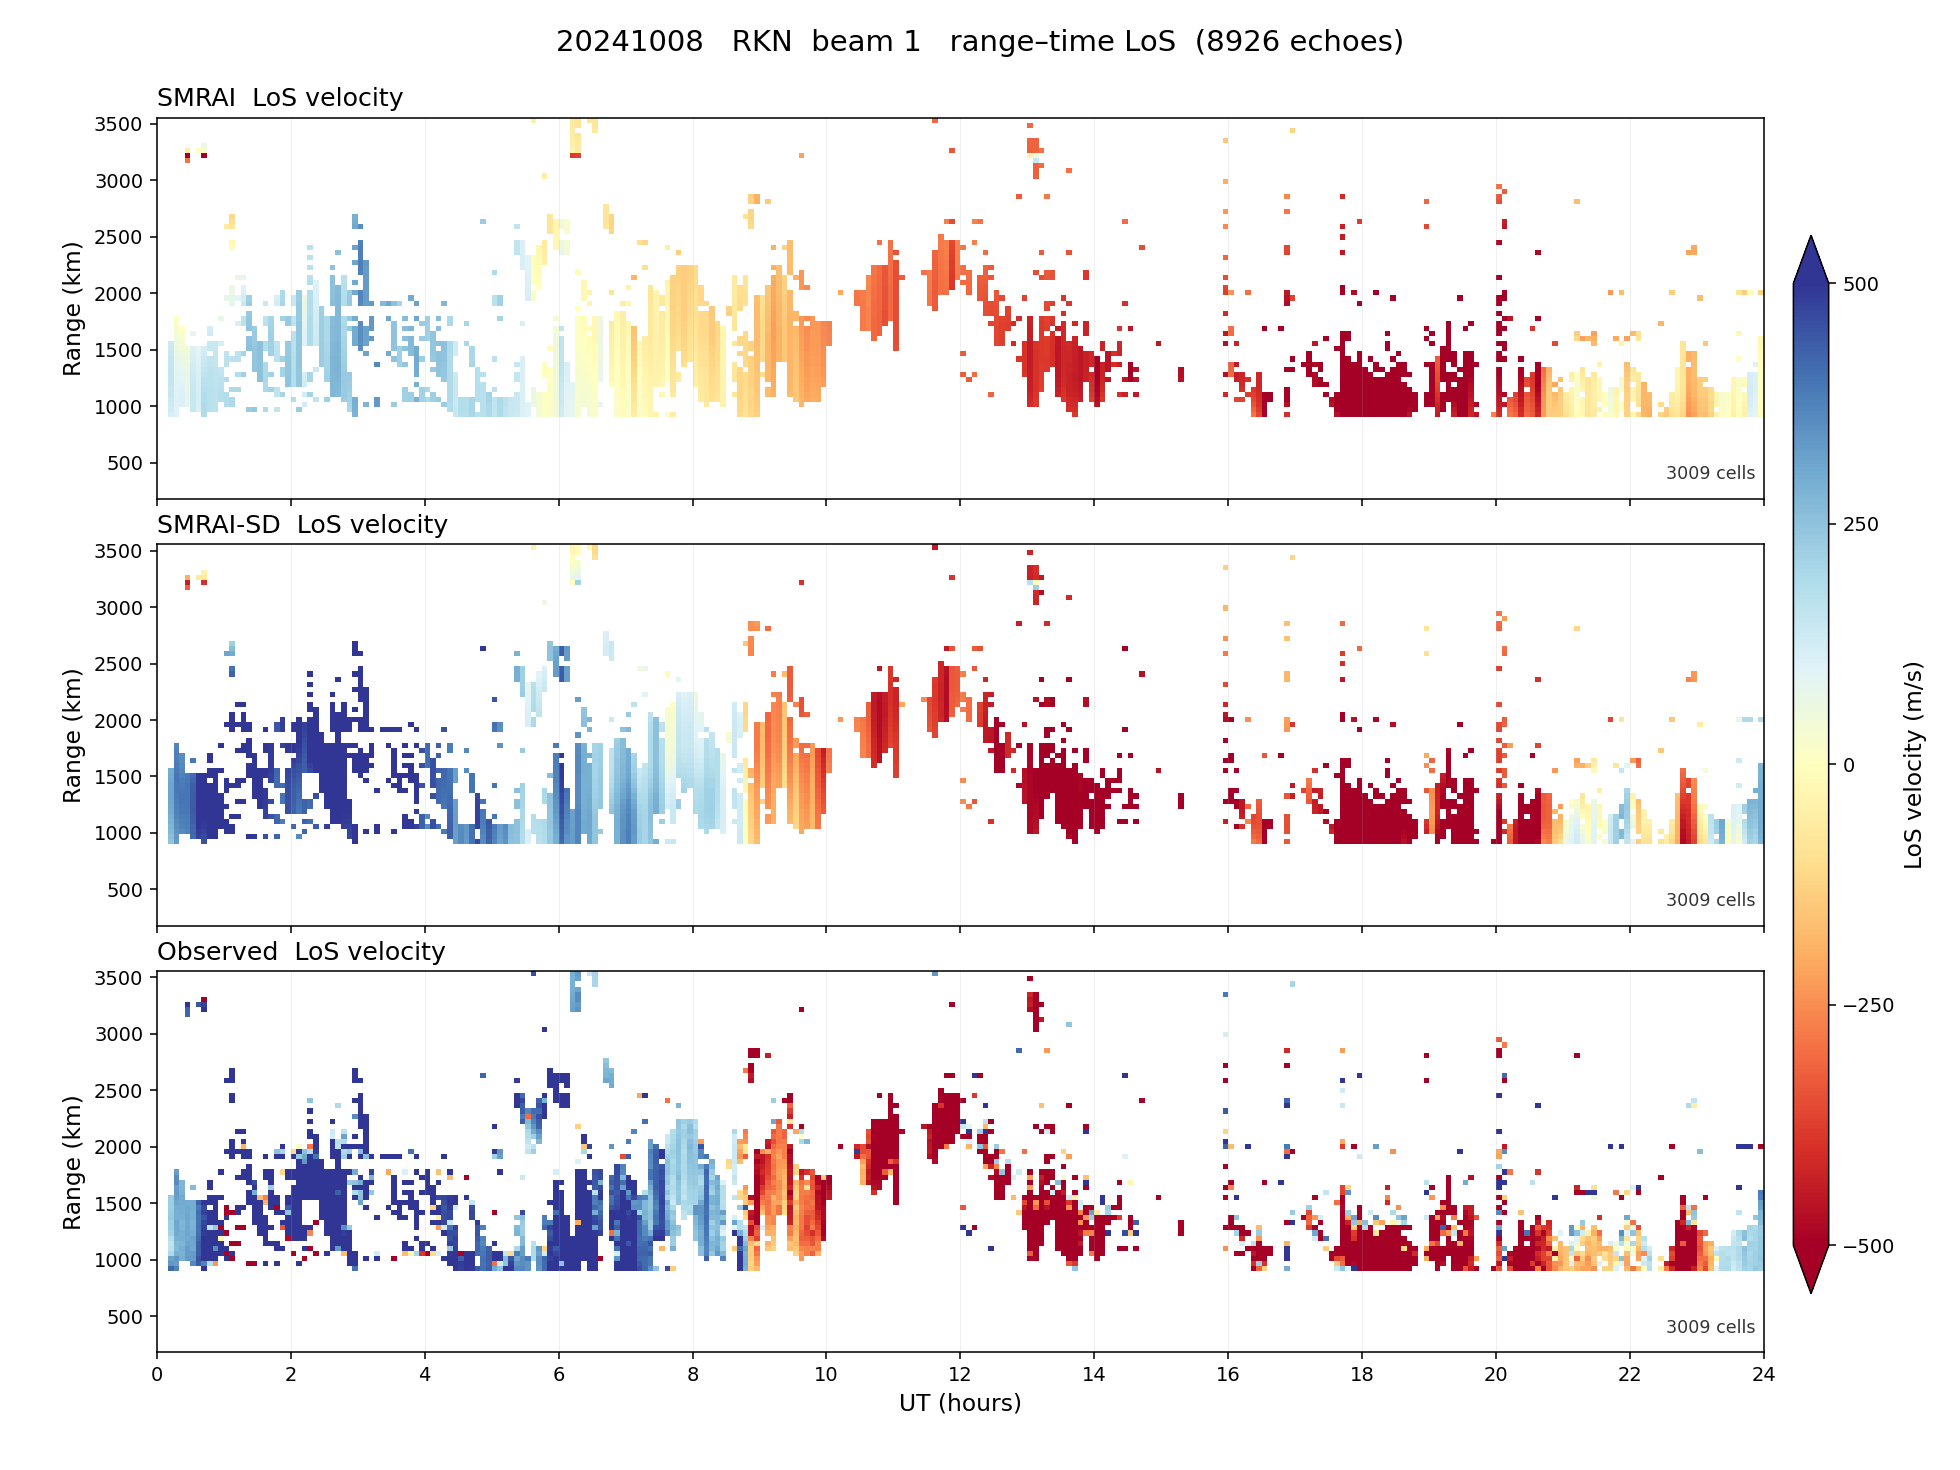 20241008   RKN  beam 1   range–time LoS  (8926 echoes)
SMRAI  LoS velocity
3500
3000
2500
2000
1500
1000
500
Range (km)
3009 cells
SMRAI-SD  LoS velocity
3500
3000
2500
2000
1500
1000
500
Range (km)
3009 cells
Observed  LoS velocity
3500
3000
2500
2000
1500
1000
500
Range (km)
3009 cells
0 2 4 6 8 10 12 14 16 18 20 22 24
UT (hours)
500
250
0
−250
−500
LoS velocity (m/s)